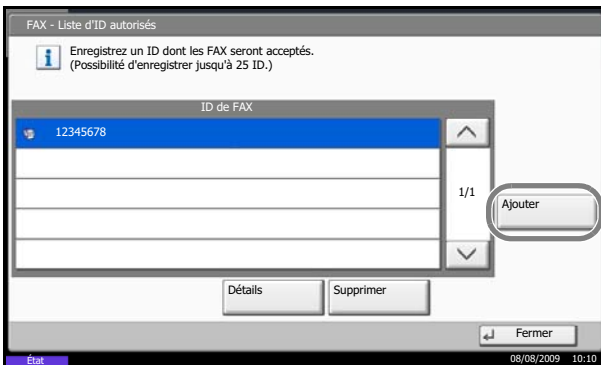 FAX - Liste d'ID autorisés
Enregistrez un ID dont les FAX seront acceptés.
(Possibilité d'enregistrer jusqu'à 25 ID.)
ID de FAX
12345678
1/1
Ajouter
Détails
Supprimer
Fermer
État
08/08/2009 10:10